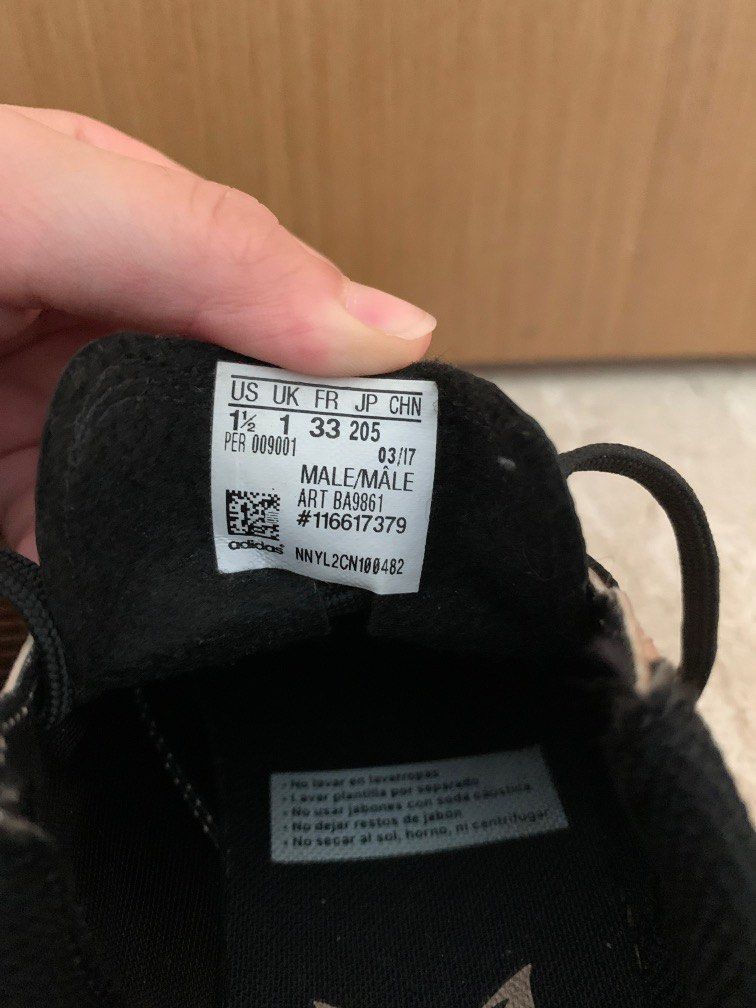 US UK FR JP CHN
1½ 1 33 205
PER 009001
03/17
MALE/MÂLE
ART BA9861
#116617379
adidas
NNYL2CN100482
• No lavar en lavarropas
• Lavar plantilla por separado
• No usar jabones con soda cáustica
• No dejar restos de jabón
• No secar al sol, horno, ni centrifugar